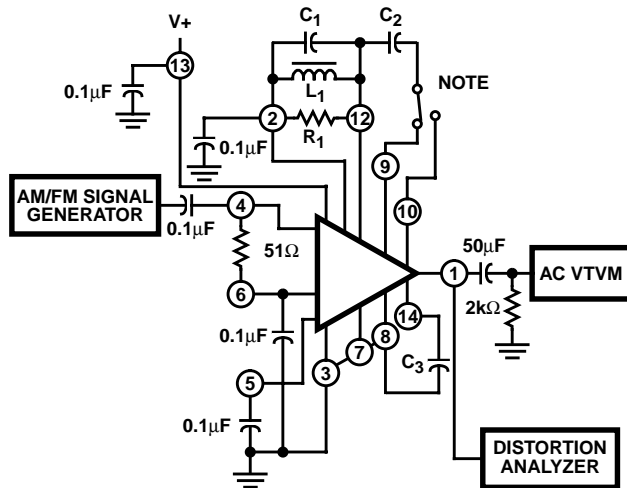 V+
13
0.1µF
C1
C2
L1
NOTE
2
R1
12
0.1µF
9
AM/FM SIGNAL
GENERATOR
0.1µF
4
10
51Ω
50µF
1
AC VTVM
6
2kΩ
0.1µF
14
8
7
3
C3
5
0.1µF
DISTORTION
ANALYZER